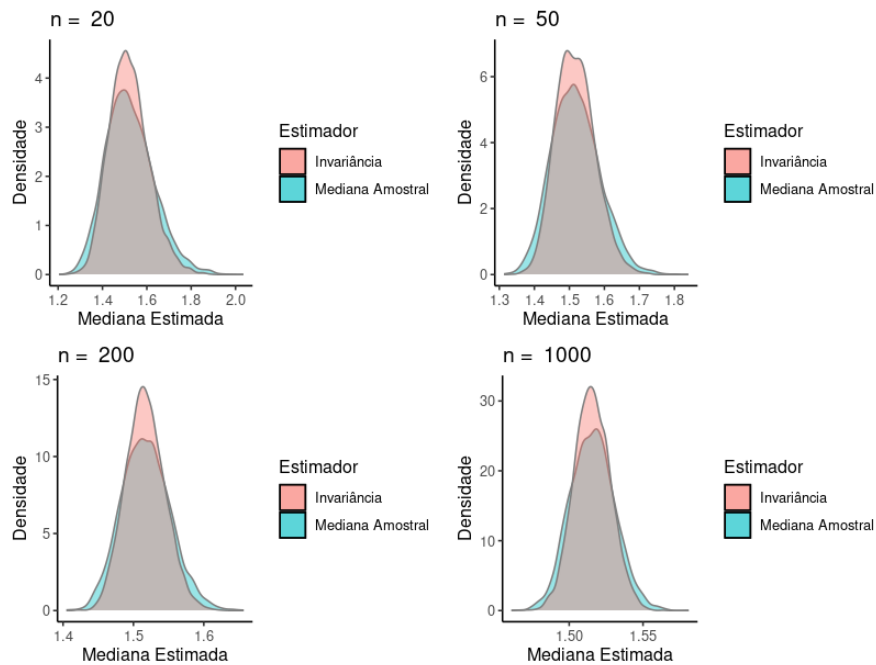 n = 20
Densidade
4
3
2
1
0
1.2 1.4 1.6 1.8 2.0
Mediana Estimada
Estimador
Invariância
Mediana Amostral
n = 50
Densidade
6
4
2
0
1.3 1.4 1.5 1.6 1.7 1.8
Mediana Estimada
Estimador
Invariância
Mediana Amostral
n = 200
Densidade
15
10
5
0
1.4 1.5 1.6
Mediana Estimada
Estimador
Invariância
Mediana Amostral
n = 1000
Densidade
30
20
10
0
1.50 1.55
Mediana Estimada
Estimador
Invariância
Mediana Amostral